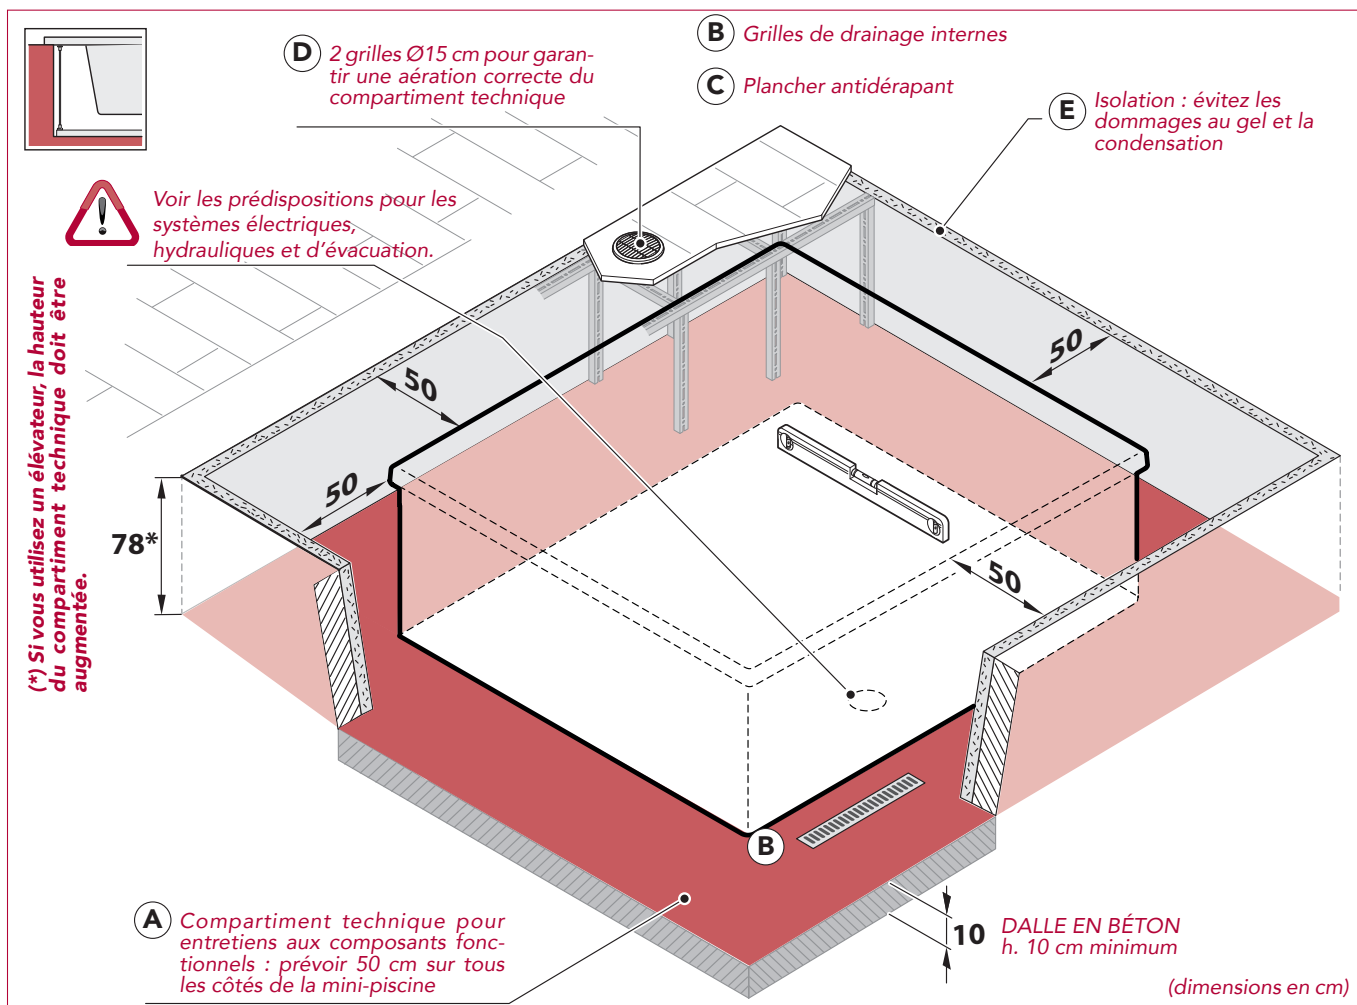 D 2 grilles Ø15 cm pour garan-
tir une aération correcte du
compartiment technique
B Grilles de drainage internes
C Plancher antidérapant
E Isolation : évitez les
dommages au gel et la
condensation
Voir les prédispositions pour les
systèmes électriques,
hydrauliques et d'évacuation.
(*) Si vous utilisez un élévateur, la hauteur
du compartiment technique doit être
augmentée.
50
50
50
50
78*
B
A Compartiment technique pour
entretiens aux composants fonc-
tionnels : prévoir 50 cm sur tous
les côtés de la mini-piscine
10
DALLE EN BÉTON
h. 10 cm minimum
(dimensions en cm)